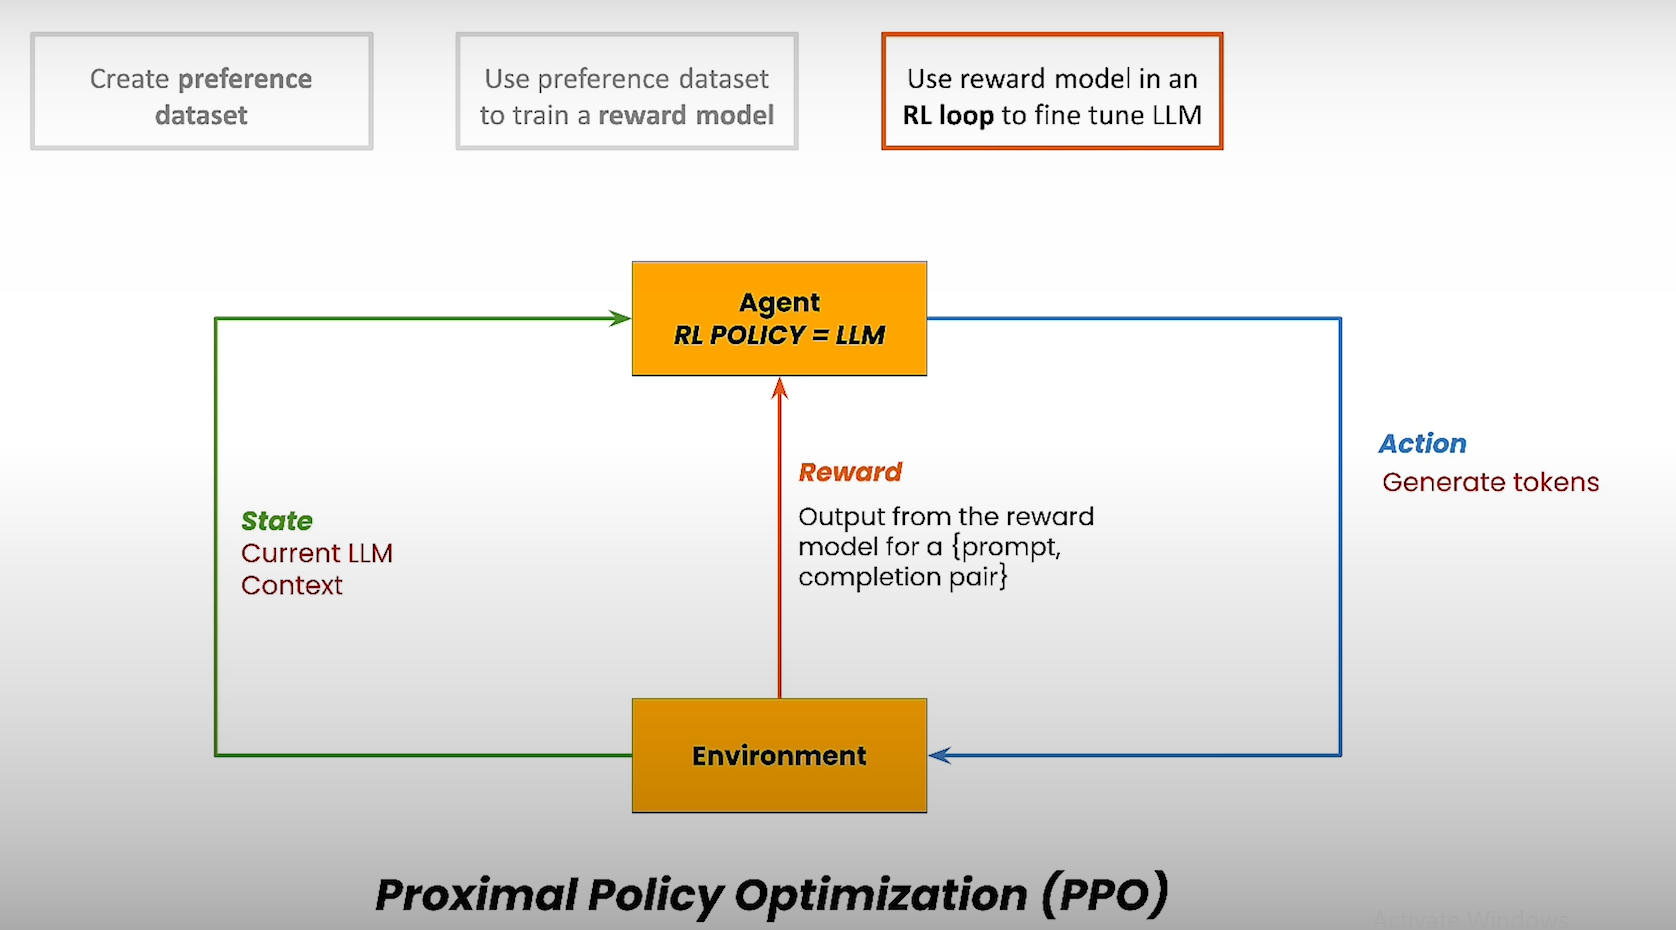 Create preference
dataset
Use preference dataset
to train a reward model
Use reward model in an
RL loop to fine tune LLM
Agent
RL POLICY = LLM
Action
Generate tokens
Reward
Output from the reward
model for a {prompt,
completion pair}
State
Current LLM
Context
Environment
Proximal Policy Optimization (PPO)
Activate Windows